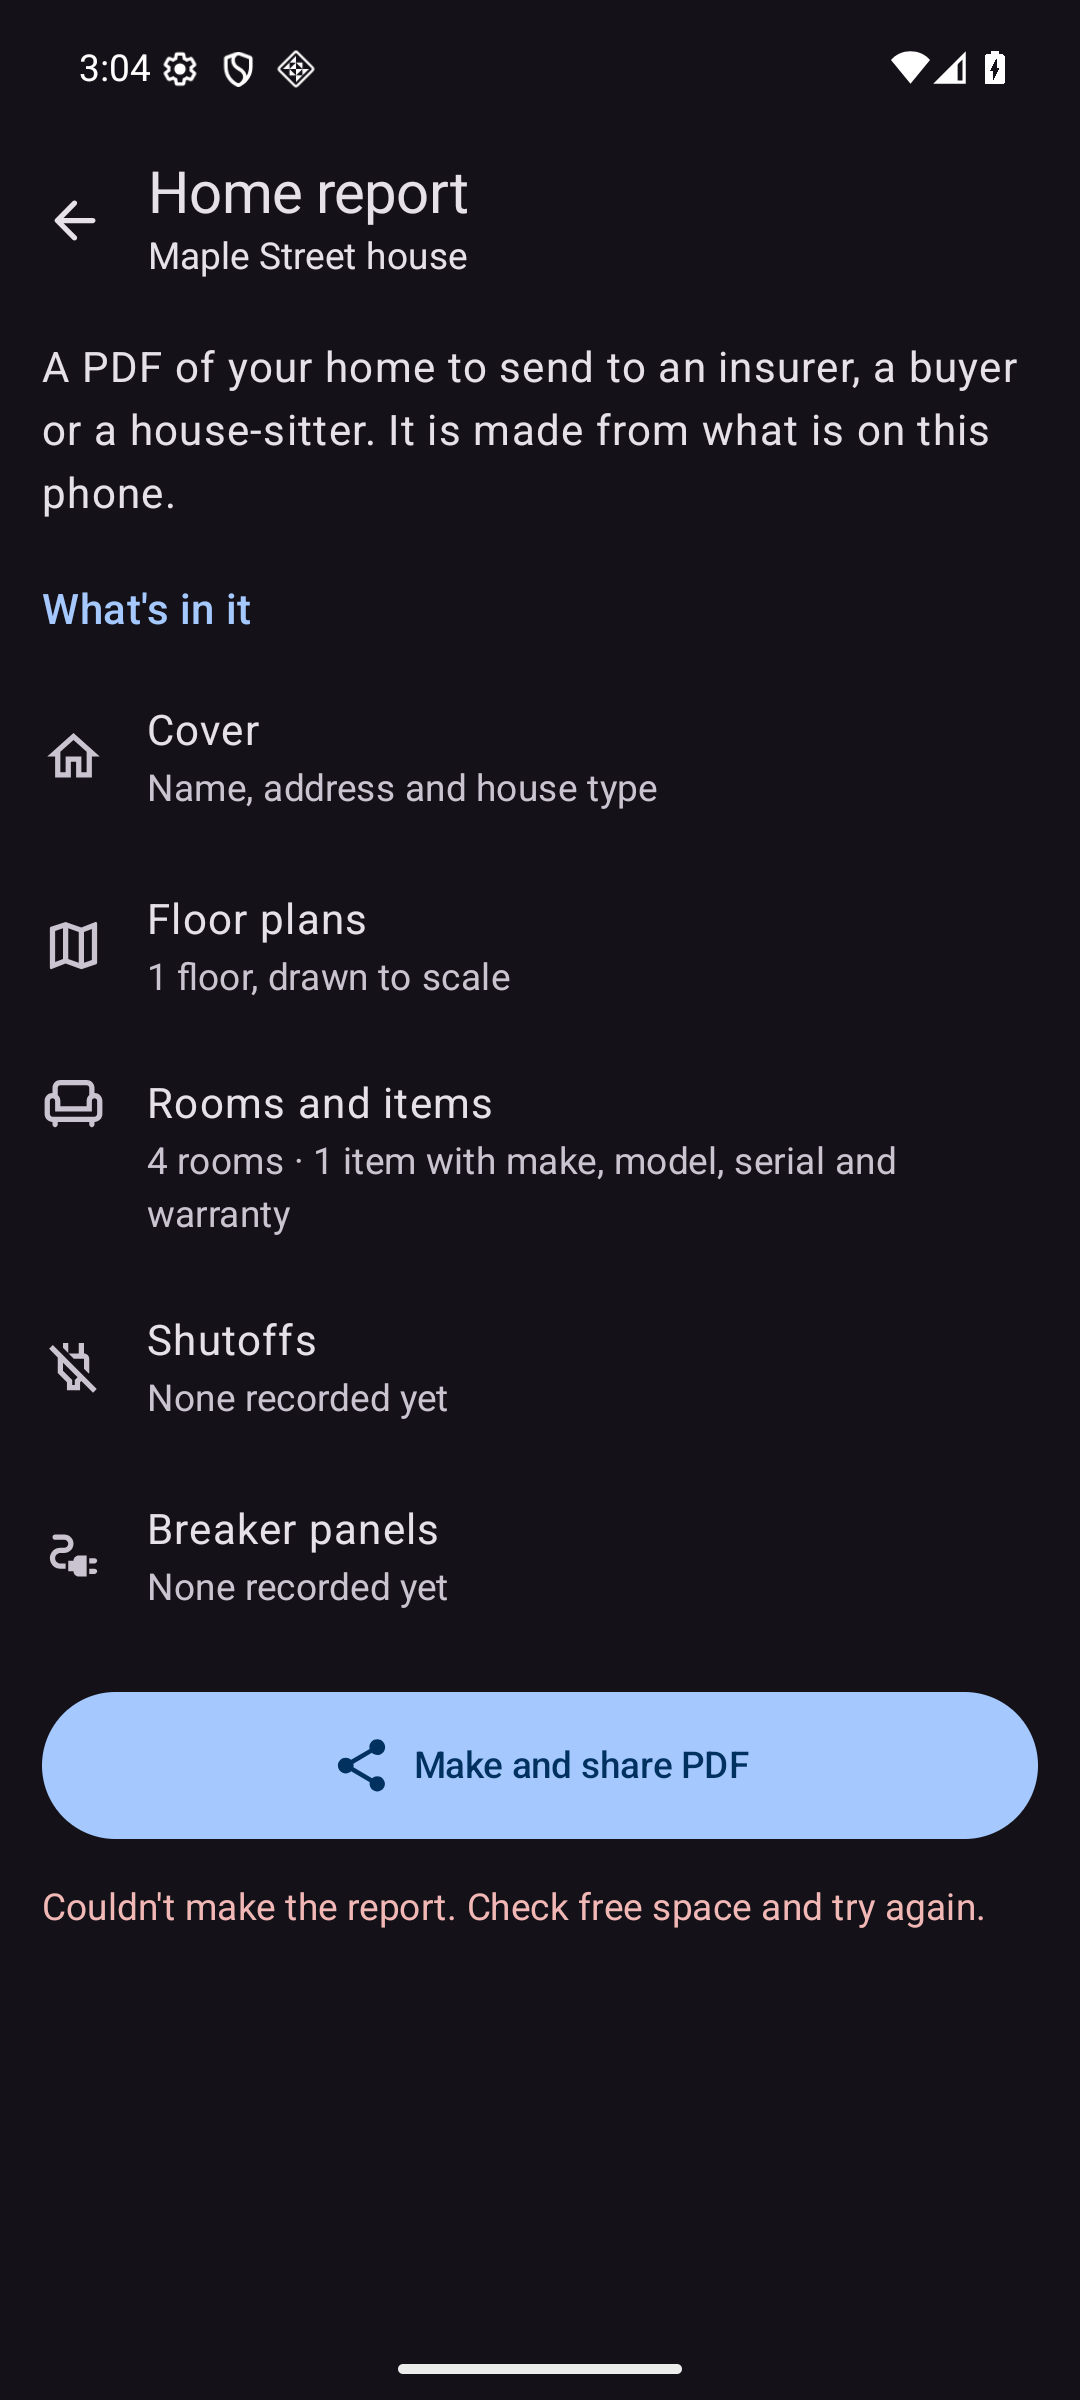 3:04
Home report
Maple Street house
A PDF of your home to send to an insurer, a buyer
or a house-sitter. It is made from what is on this
phone.
What's in it
Cover
Name, address and house type
Floor plans
1 floor, drawn to scale
Rooms and items
4 rooms · 1 item with make, model, serial and
warranty
Shutoffs
None recorded yet
Breaker panels
None recorded yet
Make and share PDF
Couldn't make the report. Check free space and try again.